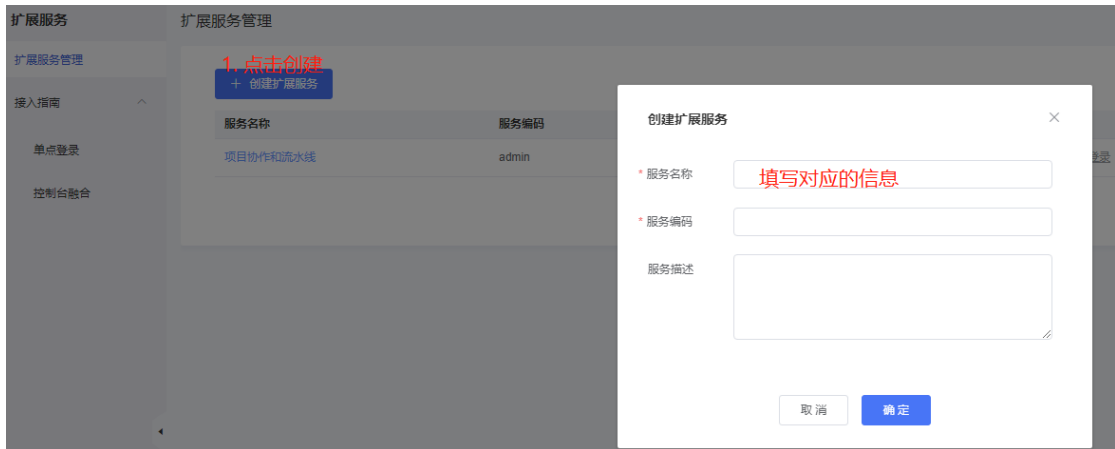 扩展服务
扩展服务管理
扩展服务管理
接入指南
单点登录
控制台融合
1. 点击创建
+ 创建扩展服务
服务名称 服务编码
项目协作和流水线 admin
登录
创建扩展服务
* 服务名称
填写对应的信息
* 服务编码
服务描述
取消 确定